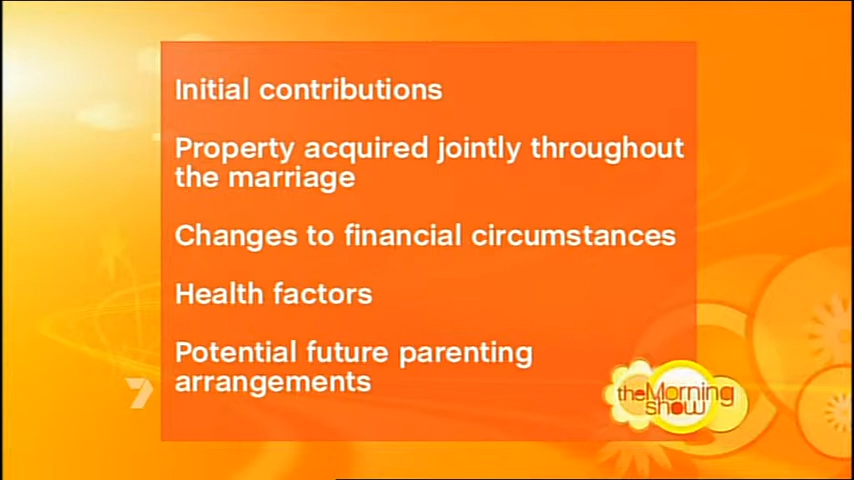 Initial contributions
Property acquired jointly throughout
the marriage
Changes to financial circumstances
Health factors
Potential future parenting
arrangements
7
the Morning
show